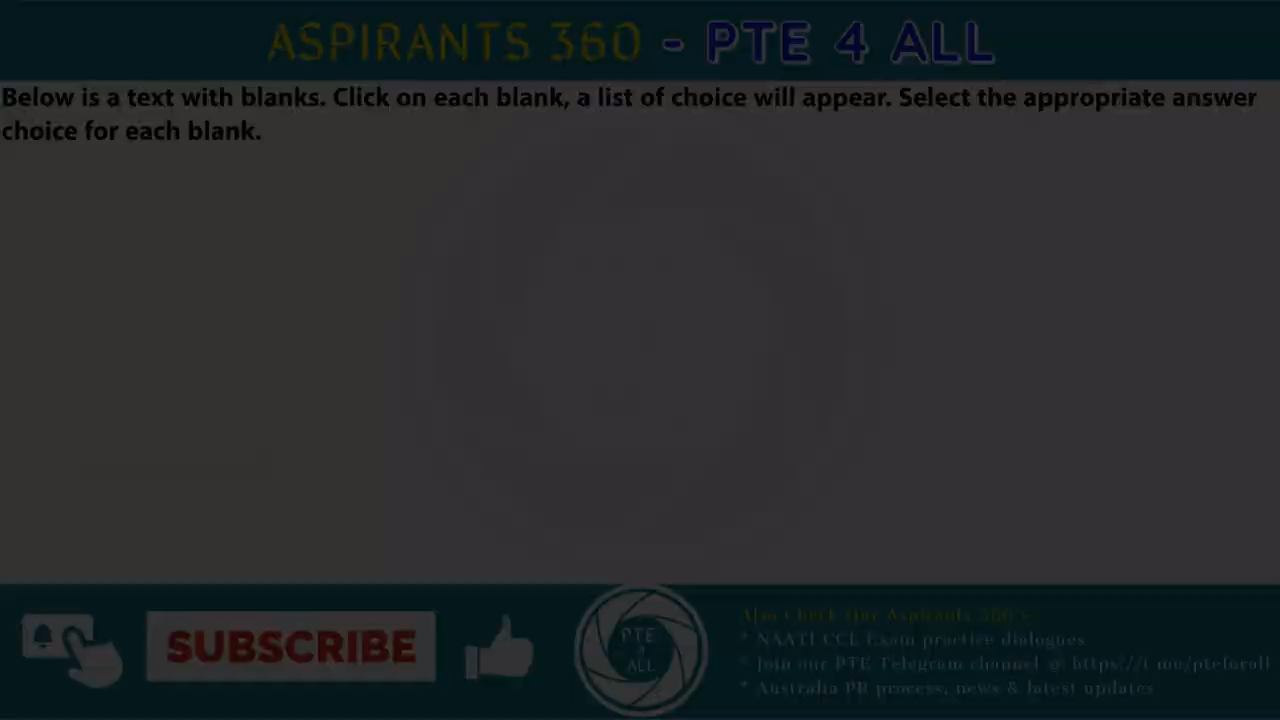 ASPIRANTS 360 - PTE 4 ALL
Below is a text with blanks. Click on each blank, a list of choice will appear. Select the appropriate answer
choice for each blank.
SUBSCRIBE
PTE
4
ALL
Also Check Our Aspirants 360's
* NAATI CCL Exam practice dialogues
* Join our PTE Telegram channel @ https://t.me/pteforall
* Australia PR process, news & latest updates